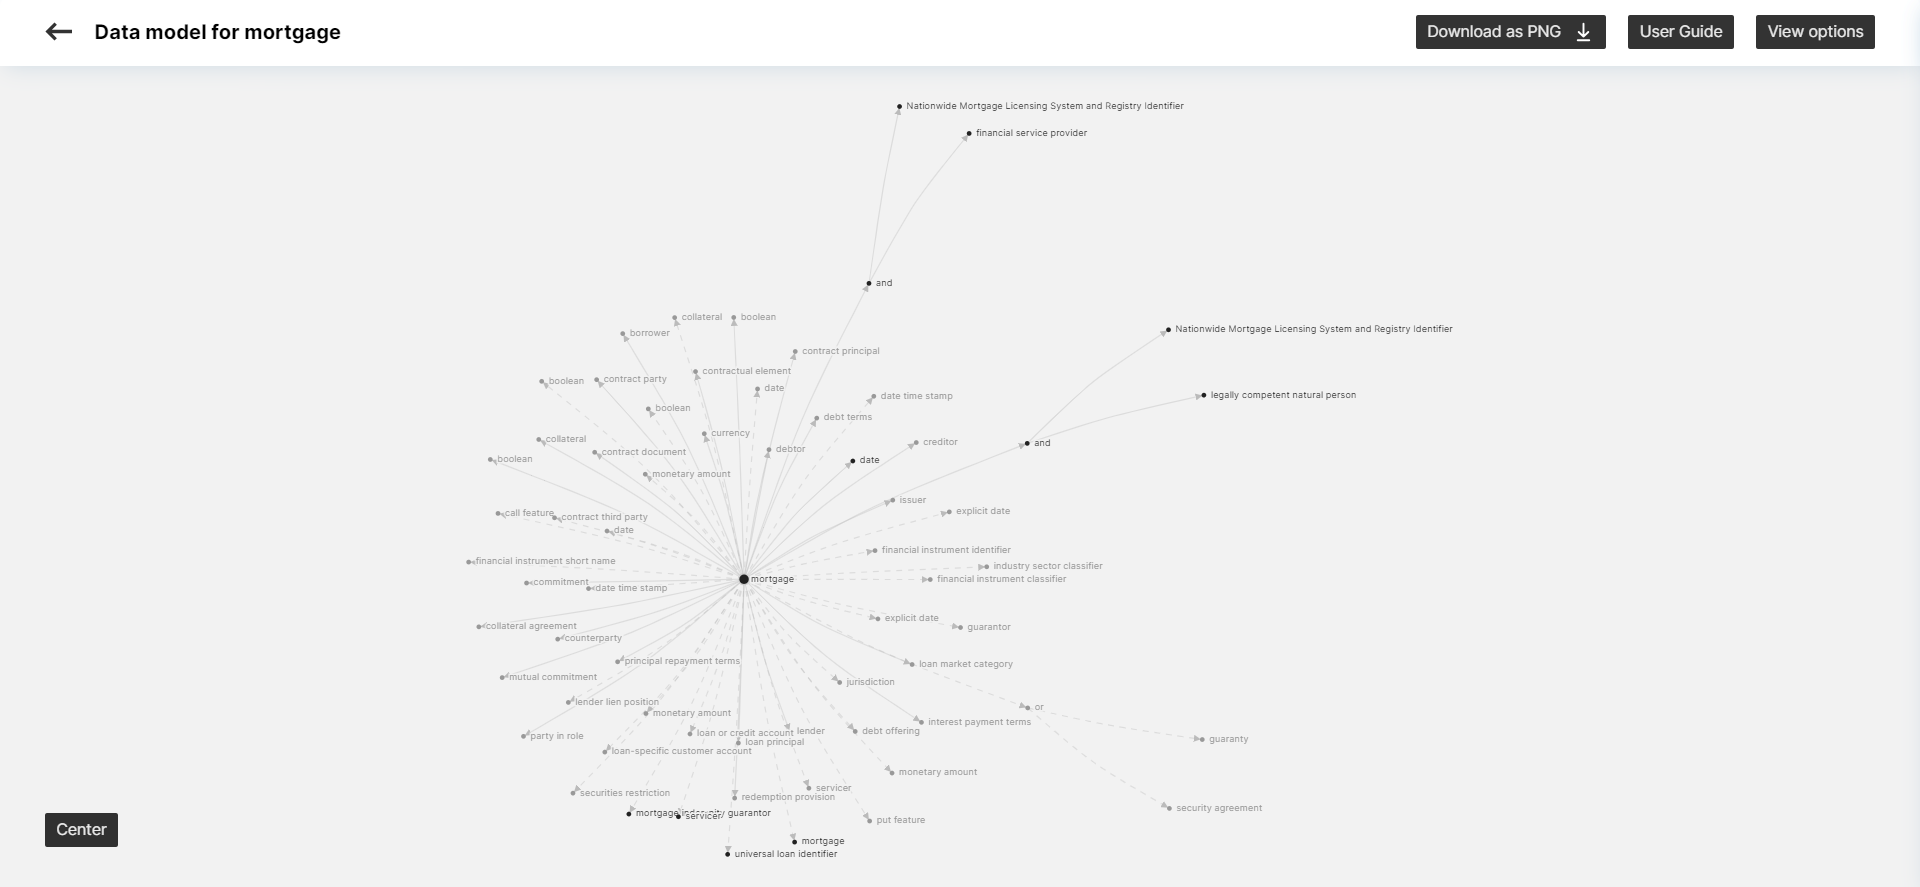 Data model for mortgage
Download as PNG
User Guide
View options
Nationwide Mortgage Licensing System and Registry Identifier
financial service provider
and
collateral
boolean
borrower
Nationwide Mortgage Licensing System and Registry Identifier
contract principal
contractual element
boolean
contract party
date
legally competent natural person
date time stamp
boolean
debt terms
currency
collateral
creditor
and
debtor
contract document
boolean
date
monetary amount
issuer
explicit date
call feature
contract third party
date
financial instrument identifier
financial instrument short name
industry sector classifier
mortgage
financial instrument classifier
commitment
date time stamp
explicit date
collateral agreement
guarantor
counterparty
principal repayment terms
loan market category
mutual commitment
jurisdiction
lender lien position
or
monetary amount
interest payment terms
loan or credit account
lender
debt offering
party in role
loan principal
guaranty
loan-specific customer account
monetary amount
servicer
securities restriction
redemption provision
security agreement
mortgage indemnity guarantor
servicer
put feature
Center
mortgage
universal loan identifier